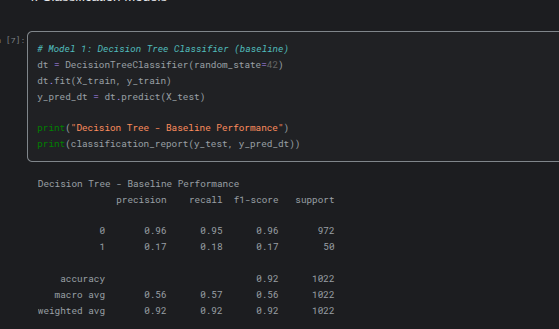 [7]:
# Model 1: Decision Tree Classifier (baseline)
dt = DecisionTreeClassifier(random_state=42)
dt.fit(X_train, y_train)
y_pred_dt = dt.predict(X_test)
print("Decision Tree - Baseline Performance")
print(classification_report(y_test, y_pred_dt))
Decision Tree - Baseline Performance
precision recall f1-score support
0 0.96 0.95 0.96 972
1 0.17 0.18 0.17 50
accuracy 0.92 1022
macro avg 0.56 0.57 0.56 1022
weighted avg 0.92 0.92 0.92 1022